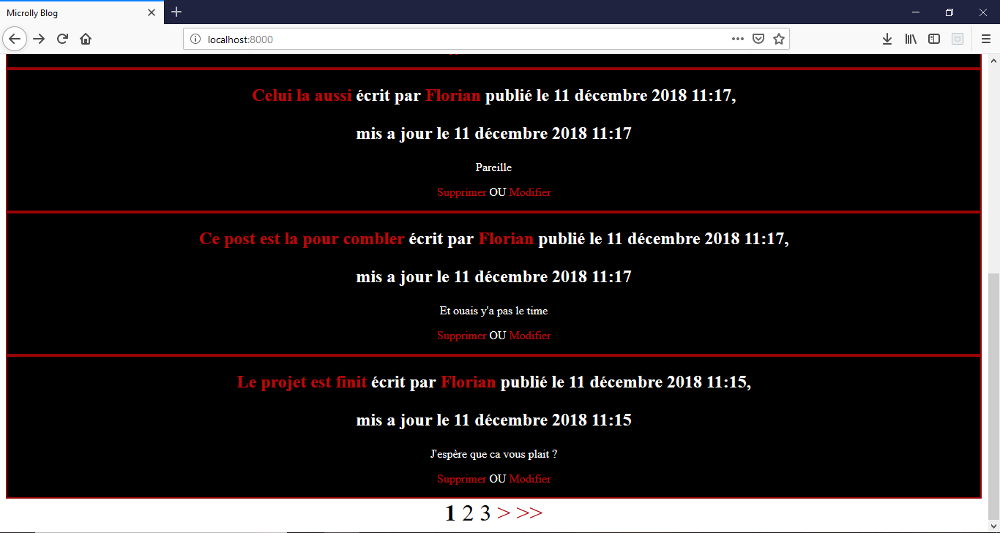 Microlly Blog
localhost:8000
Celui la aussi écrit par Florian publié le 11 décembre 2018 11:17,
mis a jour le 11 décembre 2018 11:17
Pareille
Supprimer OU Modifier
Ce post est la pour combler écrit par Florian publié le 11 décembre 2018 11:17,
mis a jour le 11 décembre 2018 11:17
Et ouais y'a pas le time
Supprimer OU Modifier
Le projet est finit écrit par Florian publié le 11 décembre 2018 11:15,
mis a jour le 11 décembre 2018 11:15
J'espère que ca vous plait ?
Supprimer OU Modifier
1 2 3 > >>